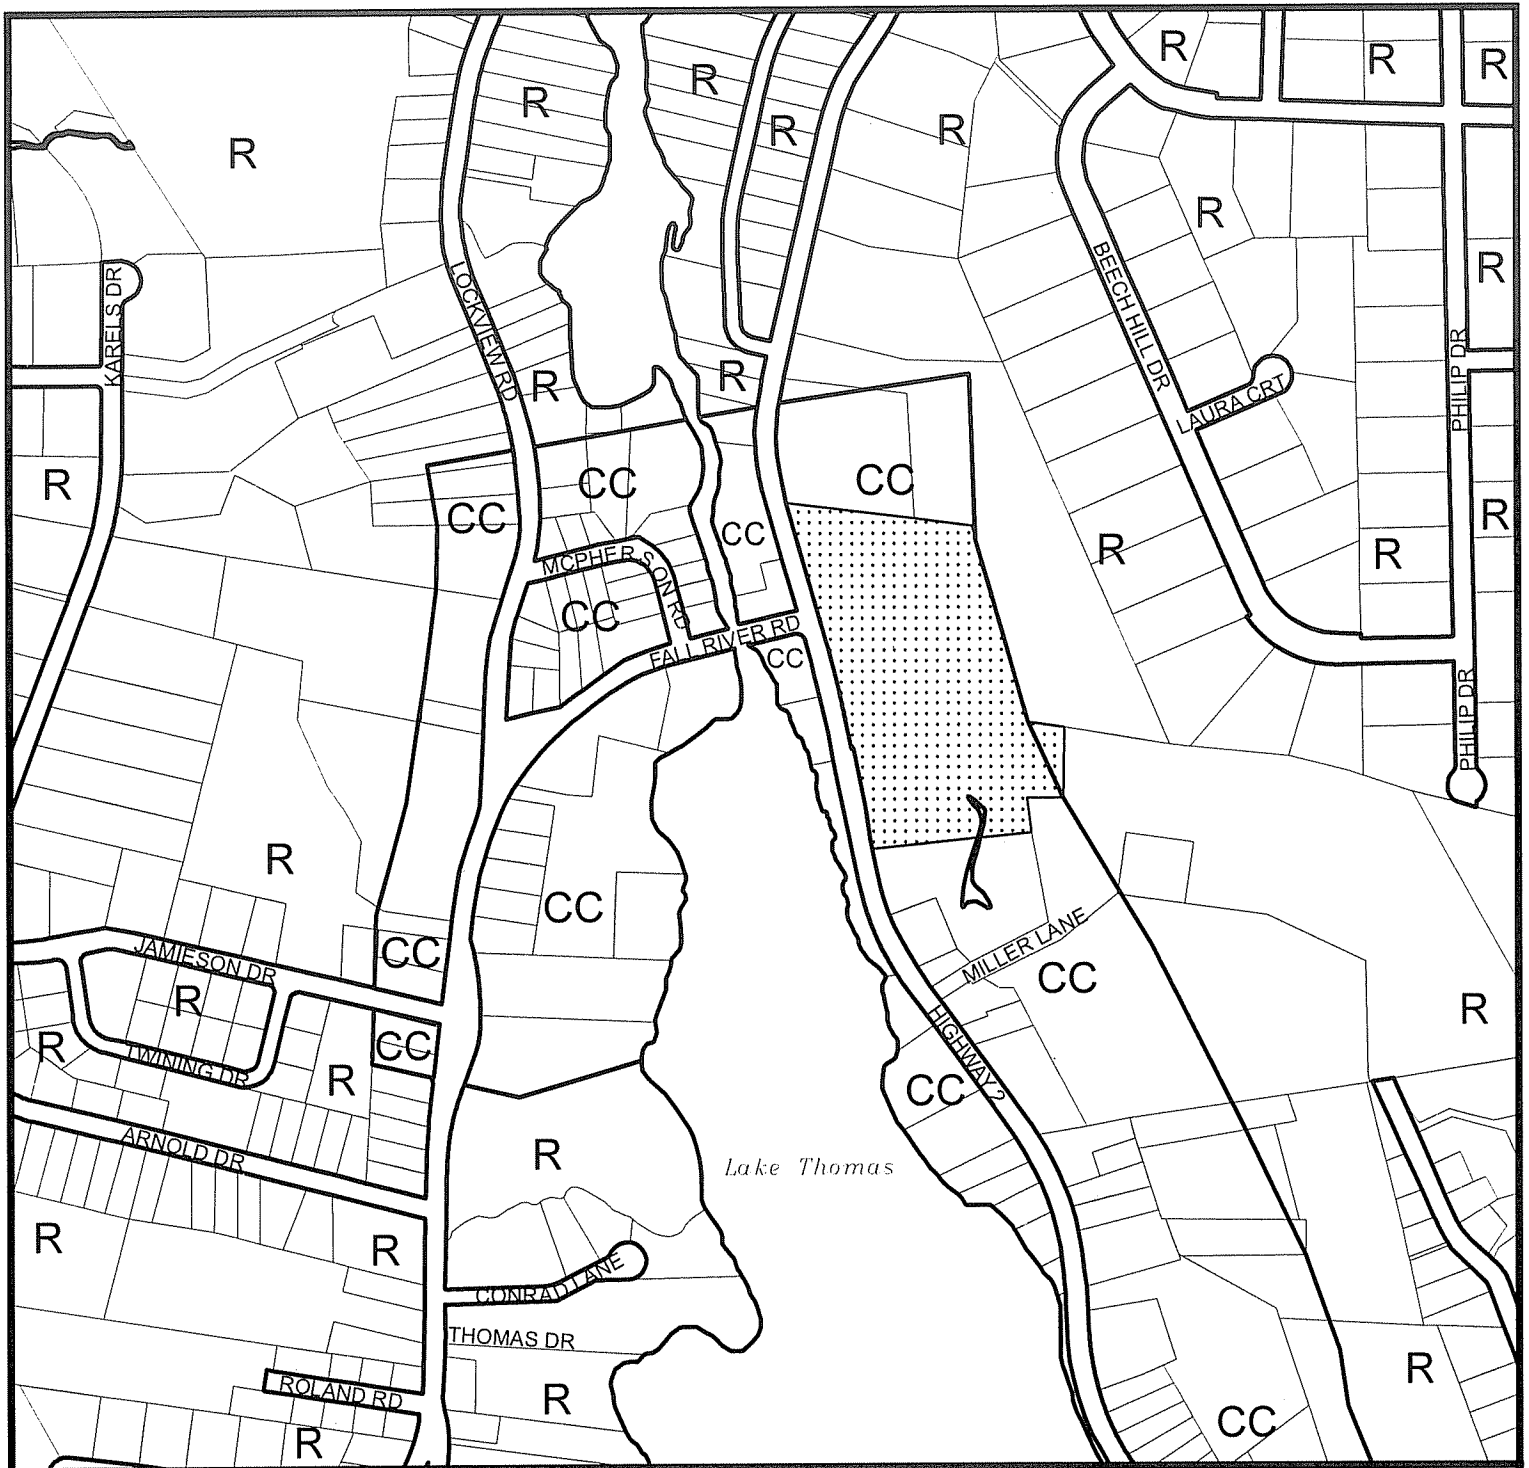 R
R
R
R
R
R
R
R
R
R
KARELS DR
LOCKVIEW RD
BEECH HILL DR
R
PHILIP DR
R
R
LAURA CRT
R
CC
CC
CC
CC
R
R
R
MCPHERSON RD
CC
FALL RIVER RD
CC
PHILIP DR
R
CC
CC
JAMIESON DR
MILLER LANE
CC
R
R
R
TWINING DR
CC
R
HIGHWAY 2
CC
ARNOLD DR
R
Lake Thomas
R
R
CONRAD LANE
THOMAS DR
ROLAND RD
R
R
R
CC